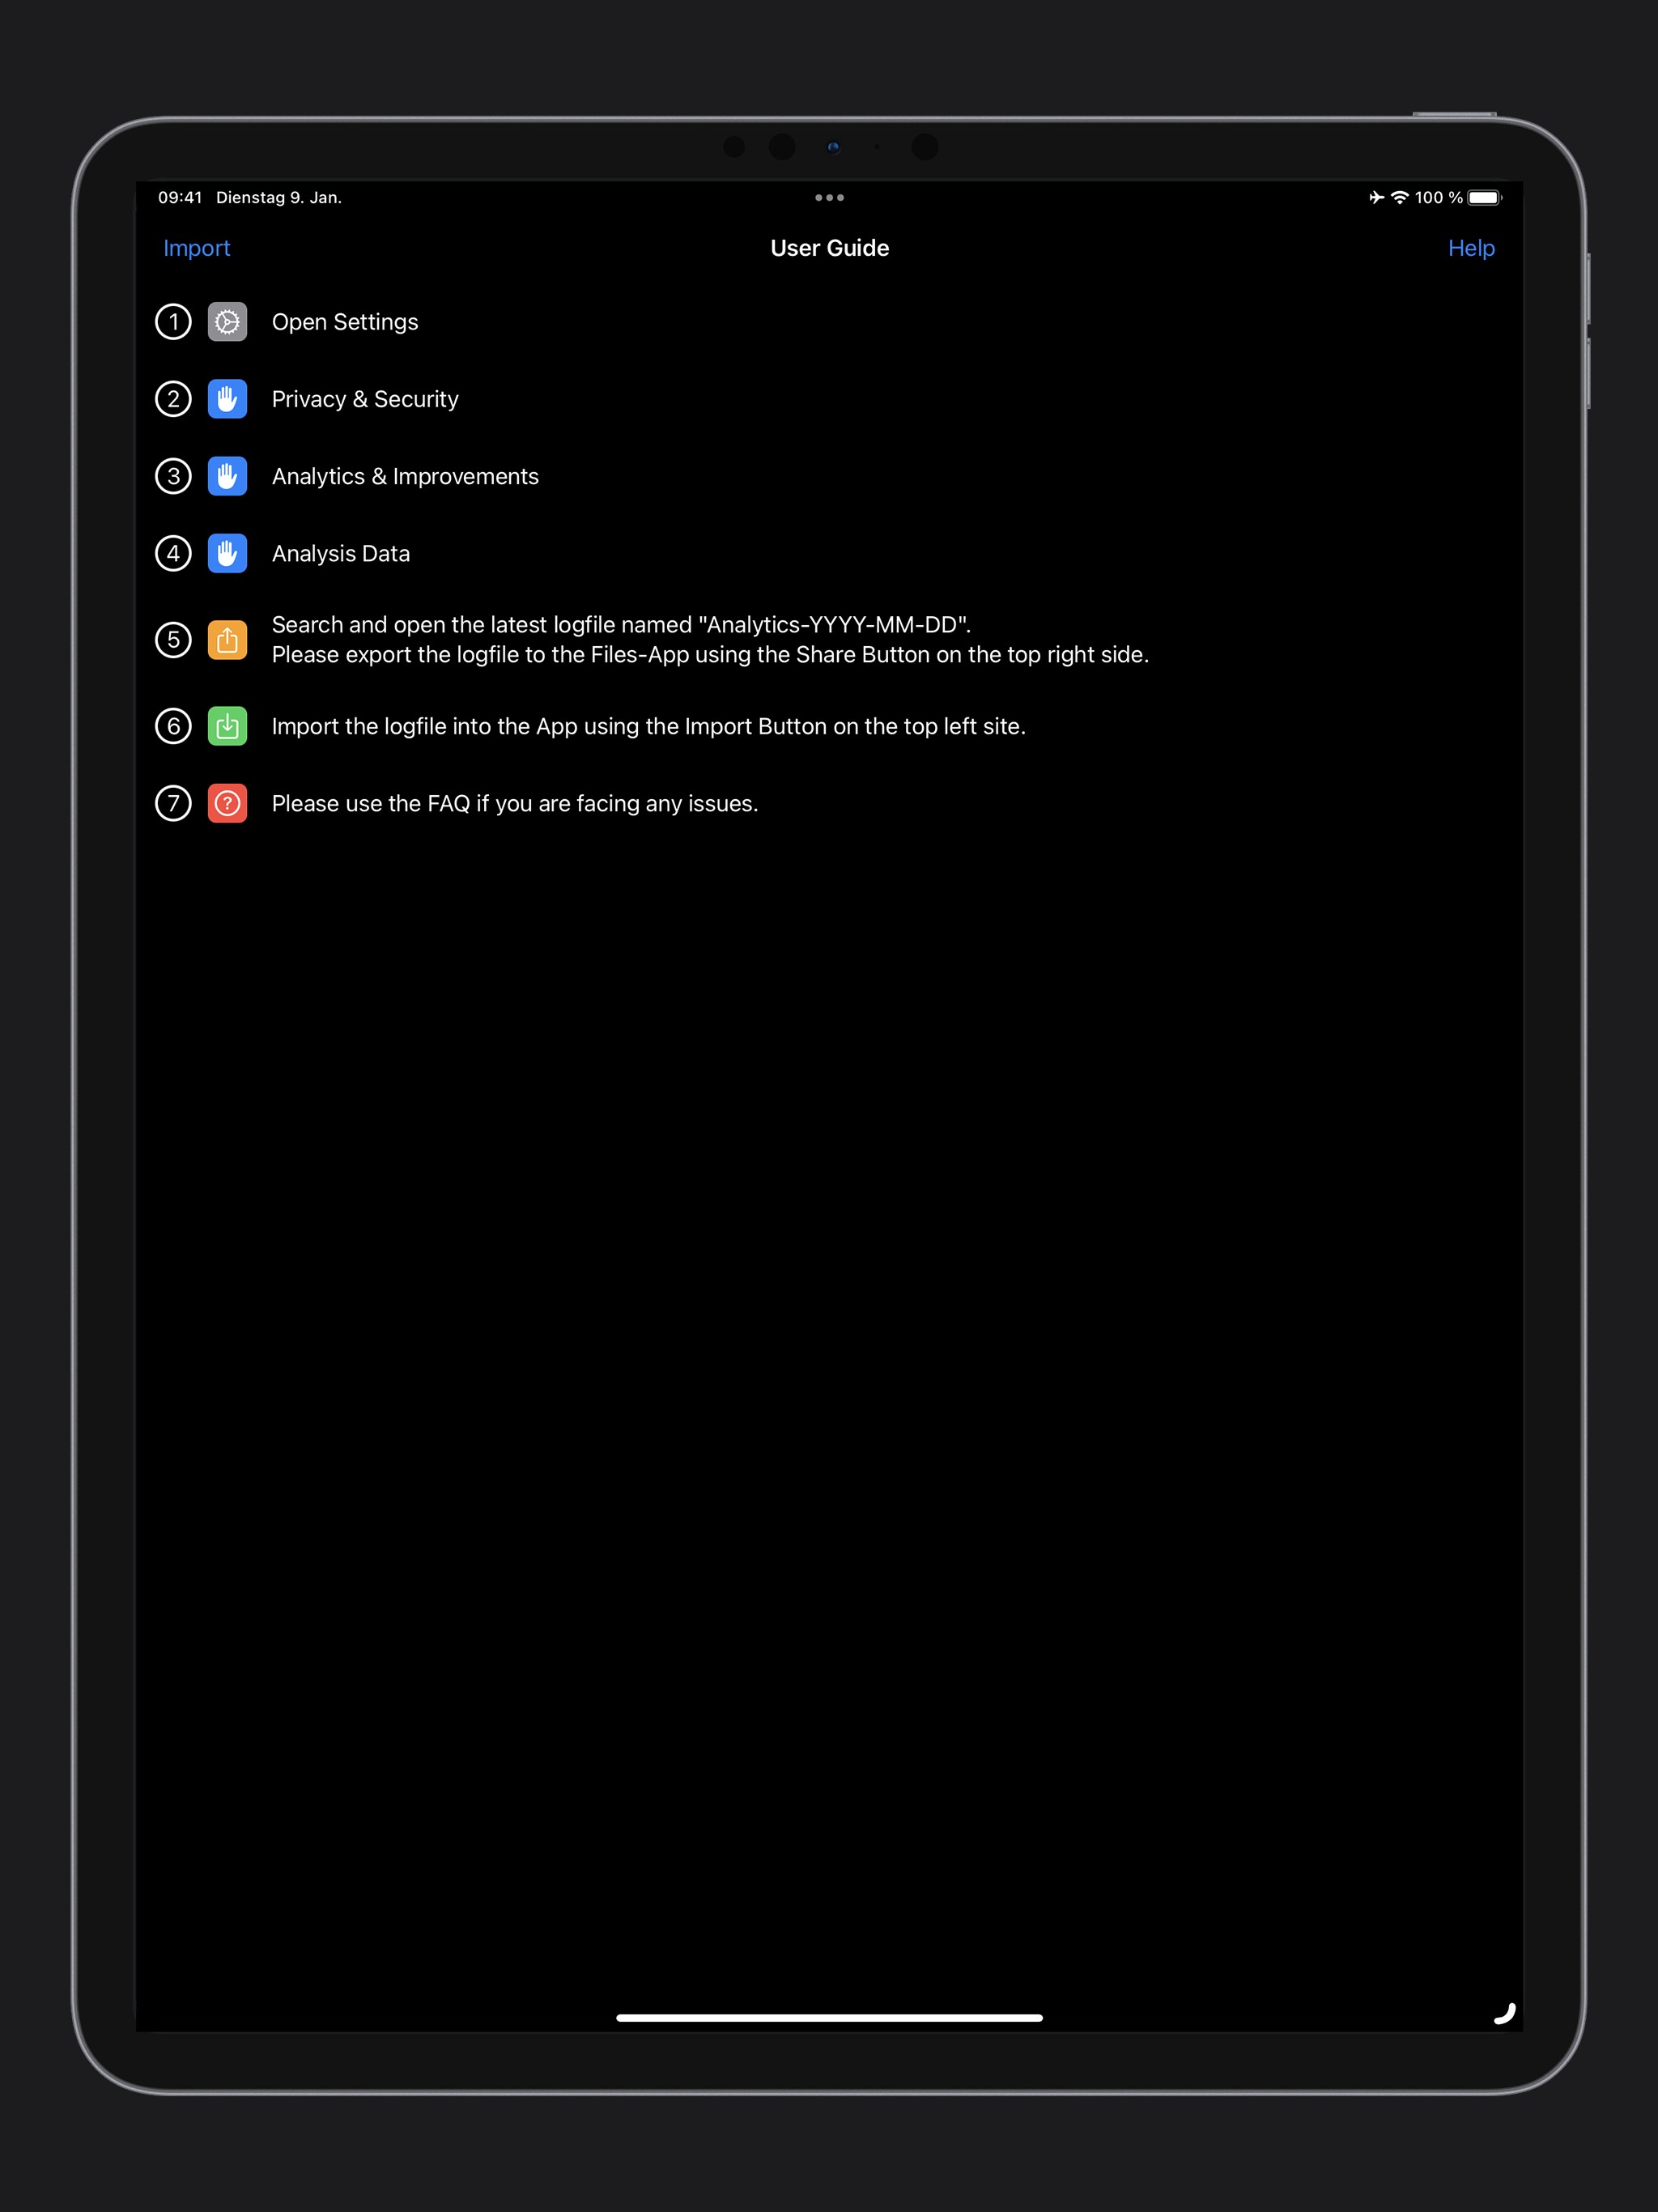 09:41 Dienstag 9. Jan.
100 %
Import
User Guide
Help
1 Open Settings
2 Privacy & Security
3 Analytics & Improvements
4 Analysis Data
5 Search and open the latest logfile named "Analytics-YYYY-MM-DD".
Please export the logfile to the Files-App using the Share Button on the top right side.
6 Import the logfile into the App using the Import Button on the top left site.
7 ? Please use the FAQ if you are facing any issues.